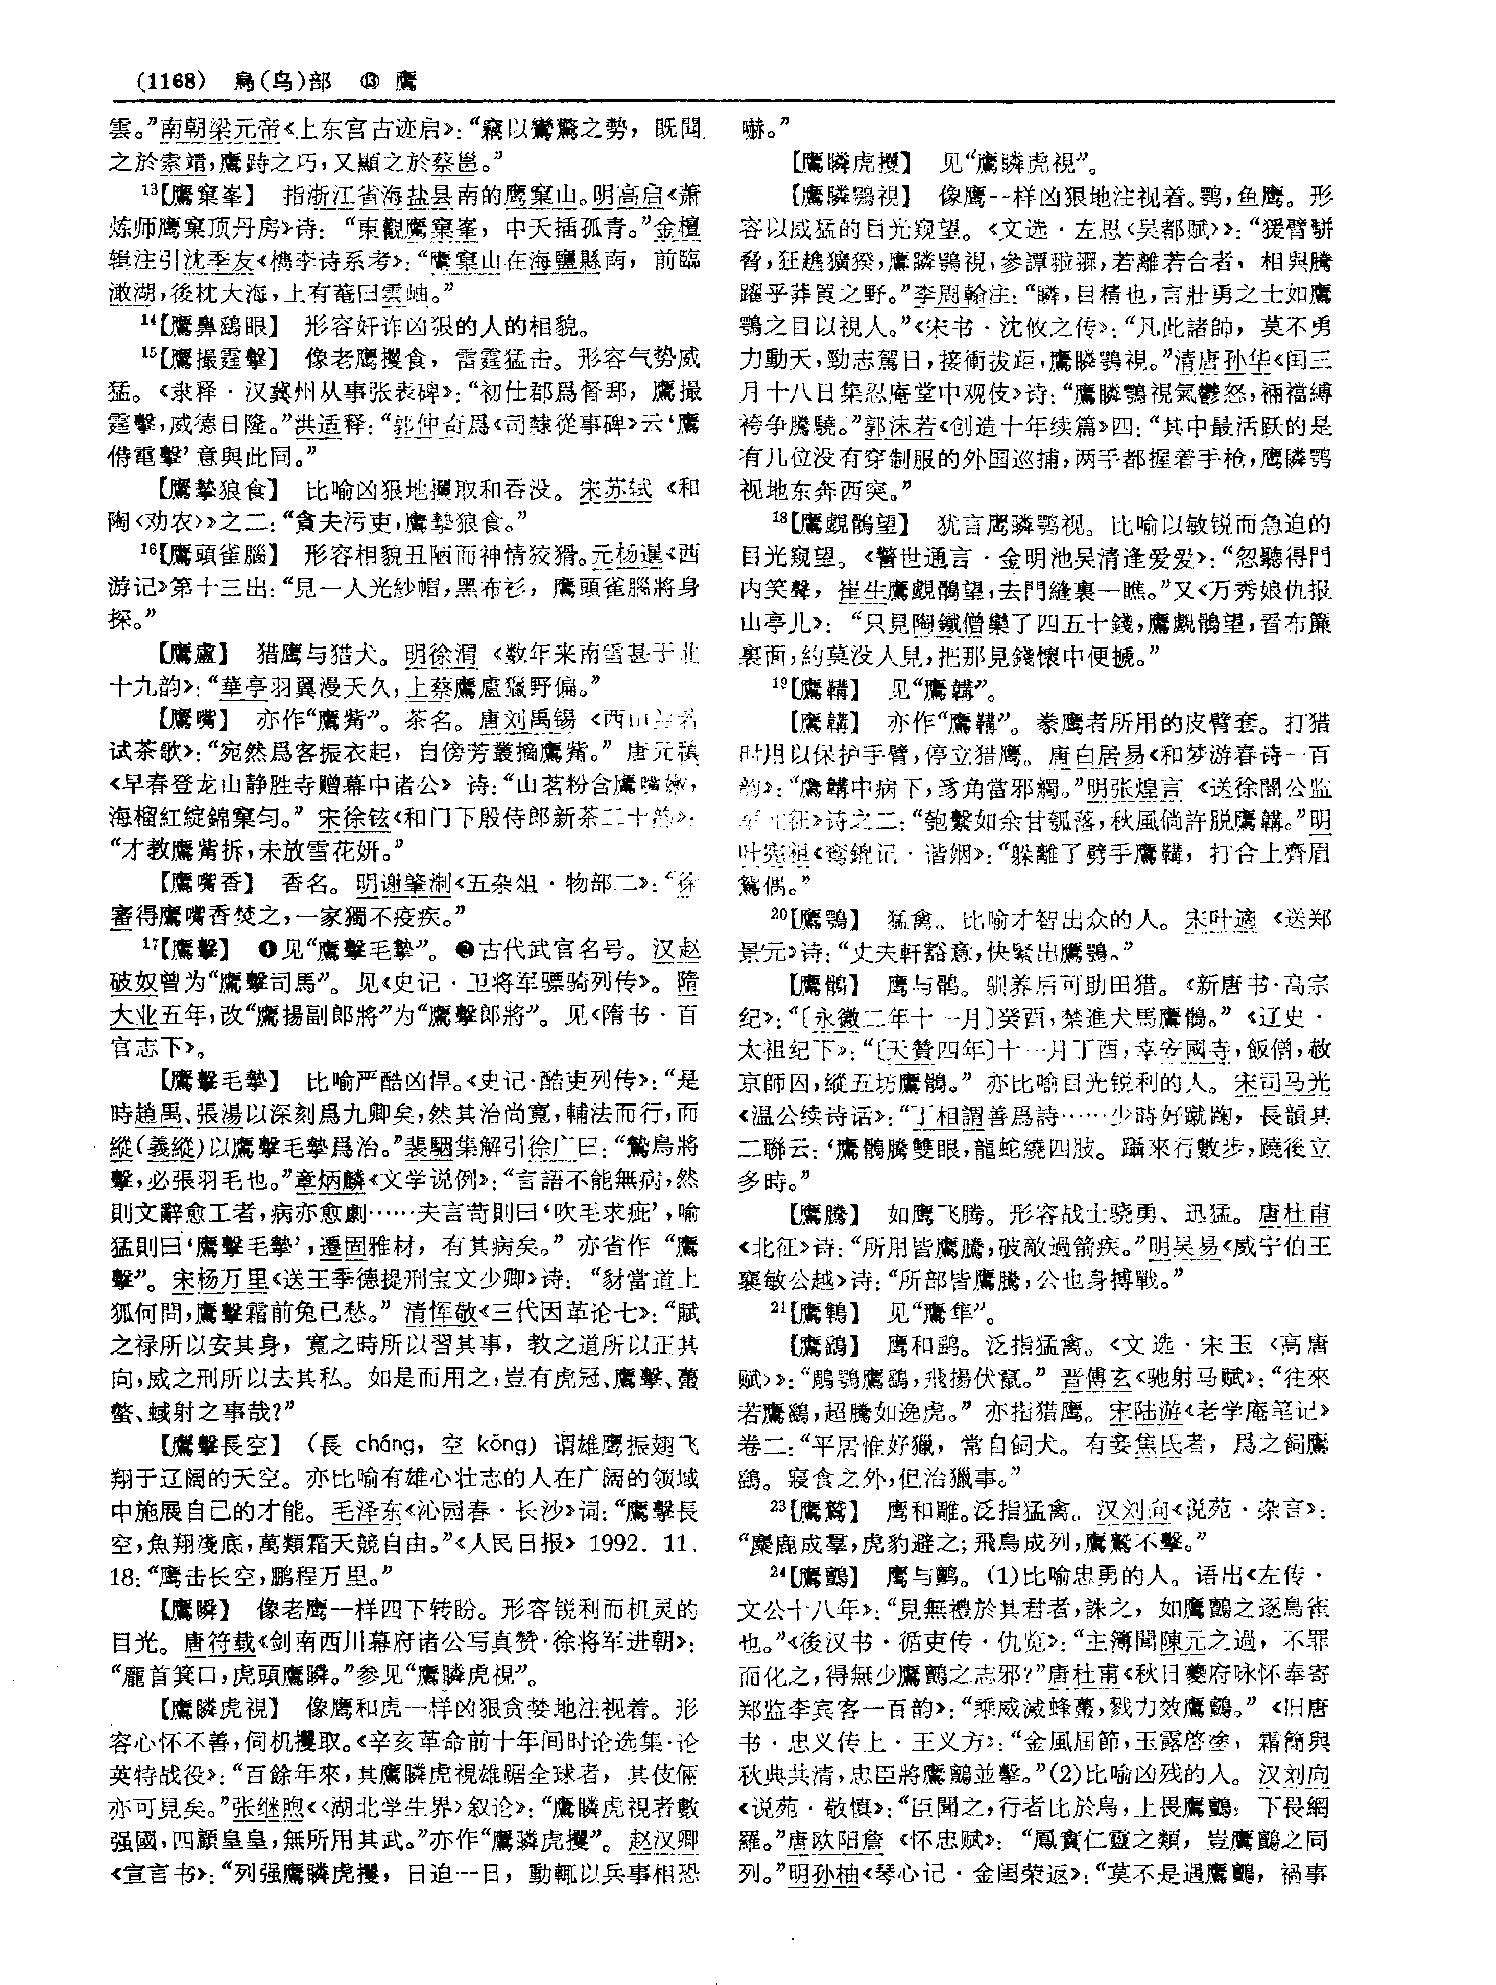 (1168) 鳥(鸟)部 ⑬ 鷹
雲。”南朝梁元帝《上东宫古迹启》：“竊以鸞驚之勢，既聞
之於索靖，鷹跱之巧，又顯之於蔡邕。”
13【鷹窠峯】 指浙江省海盐县南的鹰窠山。明高启《萧
炼师鹰窠顶丹房》诗：“東觀鷹窠峯，中天插孤青。”金檀
辑注引沈季友《檇李诗系考》：“鷹窠山在海鹽縣南，前臨
澉湖，後枕大海，上有菴曰雲岫。”
14【鷹鼻鷂眼】 形容奸诈凶狠的人的相貌。
15【鷹撮霆擊】 像老鹰攫食，雷霆猛击。形容气势威
猛。《隶释·汉冀州从事张表碑》：“初仕郡爲督郵，鷹撮
霆擊，威德日隆。”洪适释：“郭仲奇爲《司隸從事碑》云‘鷹
偫電擊’意與此同。”
【鷹摯狼食】 比喻凶狠地攫取和吞没。宋苏轼《和
陶〈劝农〉》之二：“貪夫污吏，鷹摯狼食。”
16【鷹頭雀腦】 形容相貌丑陋而神情狡猾。元杨暹《西
游记》第十三出：“見一人光紗帽，黑布衫，鷹頭雀腦將身
探。”
【鷹盧】 猎鹰与猎犬。明徐渭《数年来南雪甚于北
十九韵》：“華亭羽翼漫天久，上蔡鷹盧獵野偏。”
【鷹嘴】 亦作“鷹觜”。茶名。唐刘禹锡《西山兰若
试茶歌》：“宛然爲客振衣起，自傍芳叢摘鷹觜。”唐元稹
《早春登龙山静胜寺赠幕中诸公》诗：“山茗粉含鷹嘴嫩，
海榴紅綻錦窠匀。”宋徐铉《和门下殷侍郎新茶二十韵》：
“才教鷹觜拆，未放雪花妍。”
【鷹嘴香】 香名。明谢肇淛《五杂俎·物部二》：“徐
審得鷹嘴香焚之，一家獨不疫疾。”
17【鷹擊】 ❶见“鷹擊毛摯”。❷古代武官名号。汉赵
破奴曾为“鷹擊司馬”。见《史记·卫将军骠骑列传》。隋
大业五年，改“鷹揚副郎將”为“鷹擊郎將”。见《隋书·百
官志下》。
【鷹擊毛摯】 比喻严酷凶悍。《史记·酷吏列传》：“是
時趙禹、張湯以深刻爲九卿矣，然其治尚寬，輔法而行，而
縱(義縱)以鷹擊毛摯爲治。”裴駰集解引徐广曰：“鷙鳥將
擊，必張羽毛也。”章炳麟《文学说例》：“言語不能無病，然
則文辭愈工者，病亦愈劇……夫言苛則曰‘吹毛求疵’，喻
猛則曰‘鷹擊毛摯’，遷固雅材，有其病矣。”亦省作“鷹
擊”。宋杨万里《送王季德提刑宝文少卿》诗：“豺當道上
狐何問，鷹擊霜前兔已愁。”清恽敬《三代因革论七》：“賦
之禄所以安其身，寬之時所以習其事，教之道所以正其
向，威之刑所以去其私。如是而用之，豈有虎冠、鷹擊、蠆
螫、蜮射之事哉？”
【鷹擊長空】 (長 cháng，空 kōng) 谓雄鹰振翅飞
翔于辽阔的天空。亦比喻有雄心壮志的人在广阔的领域
中施展自己的才能。毛泽东《沁园春·长沙》词：“鷹擊長
空，魚翔淺底，萬類霜天競自由。”《人民日报》1992．11．
18：“鹰击长空，鹏程万里。”
【鷹瞬】 像老鹰一样四下转盼。形容锐利而机灵的
目光。唐符载《剑南西川幕府诸公写真赞·徐将军进朝》：
“龐首箕口，虎頭鷹瞬。”参见“鷹瞵虎視”。
【鷹瞵虎視】 像鹰和虎一样凶狠贪婪地注视着。形
容心怀不善，伺机攫取。《辛亥革命前十年间时论选集·论
英特战役》：“百餘年來，其鷹瞵虎視雄踞全球者，其伎倆
亦可見矣。”张继煦《〈湖北学生界〉叙论》：“鷹瞵虎視者數
强國，四顧皇皇，無所用其武。”亦作“鷹瞵虎攫”。赵汉卿
《宣言书》：“列强鷹瞵虎攫，日迫一日，動輒以兵事相恐
嚇。”
【鷹瞵虎攫】 见“鷹瞵虎視”。
【鷹瞵鶚視】 像鹰一样凶狠地注视着。鹗，鱼鹰。形
容以威猛的目光窥望。《文选·左思〈吴都赋〉》：“猨臂駢
脅，狂趭獷猤，鷹瞵鶚視，參譚翋㹎，若離若合者，相與騰
躍乎莽罠之野。”李周翰注：“瞵，目精也，言壯勇之士如鷹
鶚之目以視人。”《宋书·沈攸之传》：“凡此諸帥，莫不勇
力動天，勁志駕日，接衝拔距，鷹瞵鶚視。”清唐孙华《闰三
月十八日集忍庵堂中观伎》诗：“鷹瞵鶚視氣鬱怒，裲襠縛
袴争騰驍。”郭沫若《创造十年续篇》四：“其中最活跃的是
有几位没有穿制服的外国巡捕，两手都握着手枪，鹰瞵鹗
视地东奔西突。”
18【鷹覷鶻望】 犹言鹰瞵鹗视。比喻以敏锐而急迫的
目光窥望。《警世通言·金明池吴清逢爱爱》：“忽聽得門
内笑聲，崔生鷹覷鶻望，去門縫裏一瞧。”又《万秀娘仇报
山亭儿》：“只見陶鐵僧欒了四五十錢，鷹覷鶻望，看布簾
裏面，約莫没人見，把那見錢懷中便搋。”
19【鷹鞲】 见“鷹韝”。
【鷹韝】 亦作“鷹鞲”。豢鹰者所用的皮臂套。打猎
时用以保护手臂，停立猎鹰。唐白居易《和梦游春诗一百
韵》：“鷹韝中病下，豸角當邪觸。”明张煌言《送徐闇公监
军北征》诗之二：“匏繫如余甘瓠落，秋風倘許脱鷹韝。”明
叶宪祖《鸾鎞记·谐姻》：“躲離了劈手鷹鞲，打合上齊眉
鴛偶。”
20【鷹鶚】 猛禽。比喻才智出众的人。宋叶適《送郑
景元》诗：“丈夫軒豁意，快緊出鷹鶚。”
【鷹鶻】 鹰与鹘。驯养后可助田猎。《新唐书·高宗
纪》：“〔永徽二年十一月〕癸酉，禁進犬馬鷹鶻。”《辽史·
太祖纪下》：“〔天贊四年〕十一月丁酉，幸安國寺，飯僧，赦
京師囚，縱五坊鷹鶻。”亦比喻目光锐利的人。宋司马光
《温公续诗话》：“丁相謂善爲詩……少時好蹴踘，長韻其
二聯云：‘鷹鶻騰雙眼，龍蛇繞四肢。躡來行數步，蹺後立
多時。”
【鷹腾】 如鹰飞腾。形容战士骁勇、迅猛。唐杜甫
《北征》诗：“所用皆鷹騰，破敵過箭疾。”明吴易《威宁伯王
襄敏公越》诗：“所部皆鷹騰，公也身搏戰。”
21【鷹鶽】 见“鷹隼”。
【鷹鷂】 鹰和鹞。泛指猛禽。《文选·宋玉〈高唐
赋〉》：“鵰鶚鷹鷂，飛揚伏竄。”晋傅玄《驰射马赋》：“往來
若鷹鷂，超騰如逸虎。”亦指猎鹰。宋陆游《老学庵笔记》
卷二：“平居惟好獵，常自飼犬。有妾焦氏者，爲之飼鷹
鷂。寢食之外，但治獵事。”
23【鷹鷲】 鹰和雕。泛指猛禽。汉刘向《说苑·杂言》：
“麋鹿成羣，虎豹避之；飛鳥成列，鷹鷲不擊。”
24【鷹鸇】 鹰与鹯。(1)比喻忠勇的人。语出《左传·
文公十八年》：“見無禮於其君者，誅之，如鷹鸇之逐鳥雀
也。”《後汉书·循吏传·仇览》：“主簿聞陳元之過，不罪
而化之，得無少鷹鸇之志邪？”唐杜甫《秋日夔府咏怀奉寄
郑监李宾客一百韵》：“乘威滅蜂蠆，戮力效鷹鸇。”《旧唐
书·忠义传上·王义方》：“金風屆節，玉露啓塗，霜簡與
秋典共清，忠臣將鷹鸇並擊。”(2)比喻凶残的人。汉刘向
《说苑·敬慎》：“臣聞之，行者比於鳥，上畏鷹鸇，下畏網
羅。”唐欧阳詹《怀忠赋》：“鳳實仁靈之類，豈鷹鸇之同
列。”明孙柚《琴心记·金闺荣返》：“莫不是遇鷹鸇，禍事